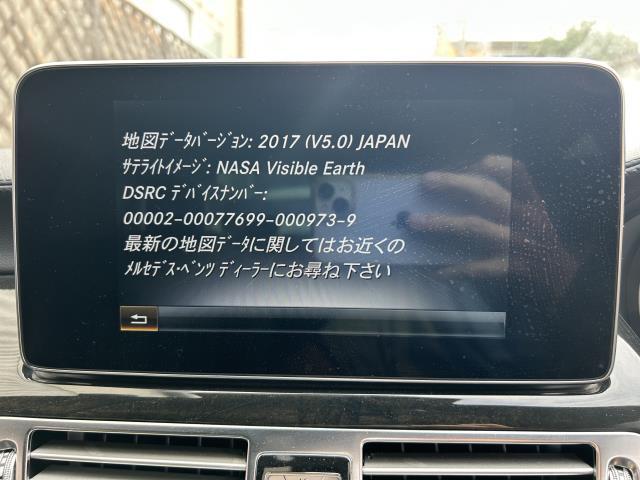 地図ﾃﾞｰﾀﾊﾞｰｼﾞｮﾝ: 2017 (V5.0) JAPAN
ｻﾃﾗｲﾄｲﾒｰｼﾞ: NASA Visible Earth
DSRC ﾃﾞﾊﾞｲｽﾅﾝﾊﾞｰ:
00002-00077699-000973-9
最新の地図ﾃﾞｰﾀに関してはお近くの
ﾒﾙｾﾃﾞｽ･ﾍﾞﾝﾂ ﾃﾞｨｰﾗｰにお尋ね下さい